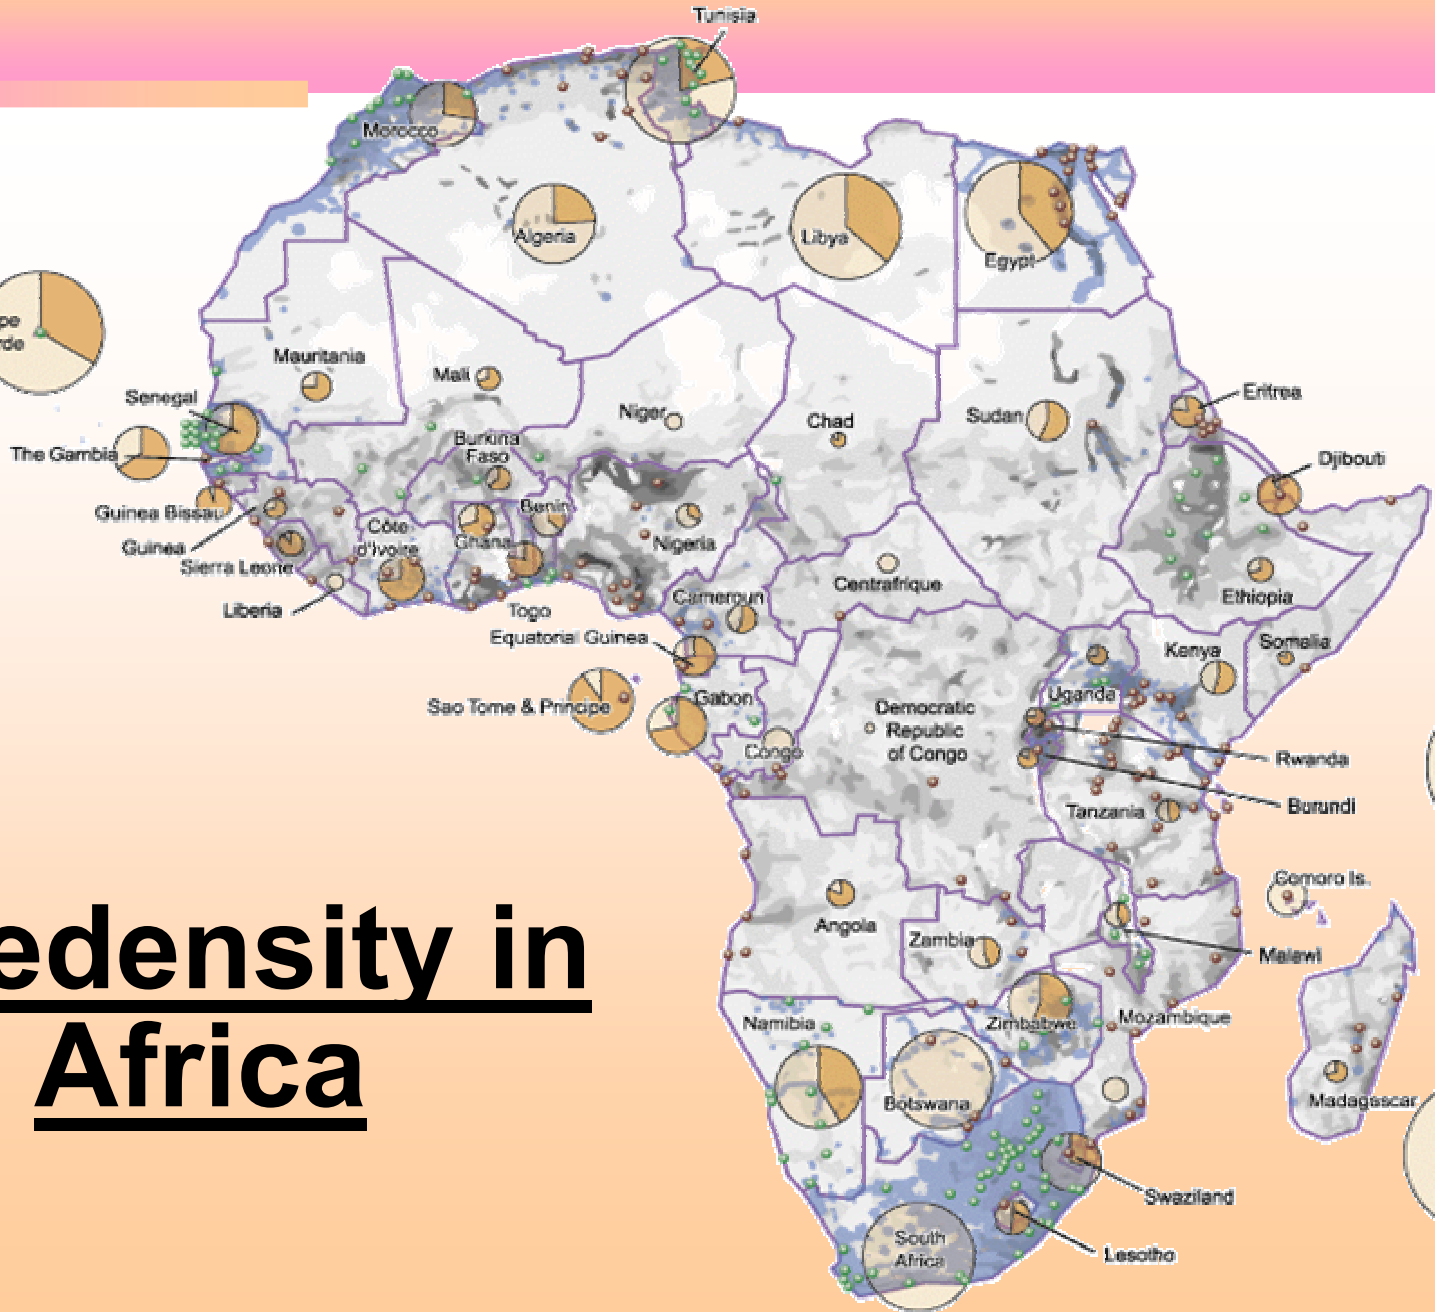 Tunisia
Morocco
Algeria
Libya
Egypt
pe
rde
Mauritania
Mali
Niger
Chad
Sudan
Eritrea
Senegal
The Gambia
Burkina
Faso
Djibouti
Guinea Bissau
Guinea
Sierra Leone
Liberia
Côte
d'Ivoire
Ghana
Benin
Togo
Nigeria
Cameroun
Centrafrique
Ethiopia
Somalia
Kenya
Uganda
Equatorial Guinea
Sao Tome & Principe
Gabon
Congo
Democratic
Republic
of Congo
Rwanda
Burundi
Tanzania
Comoro Is.
Angola
Zambia
Malawi
Mozambique
Namibia
Zimbabwe
Botswana
Madagascar
Swaziland
Lesotho
South
Africa
edensity in
Africa